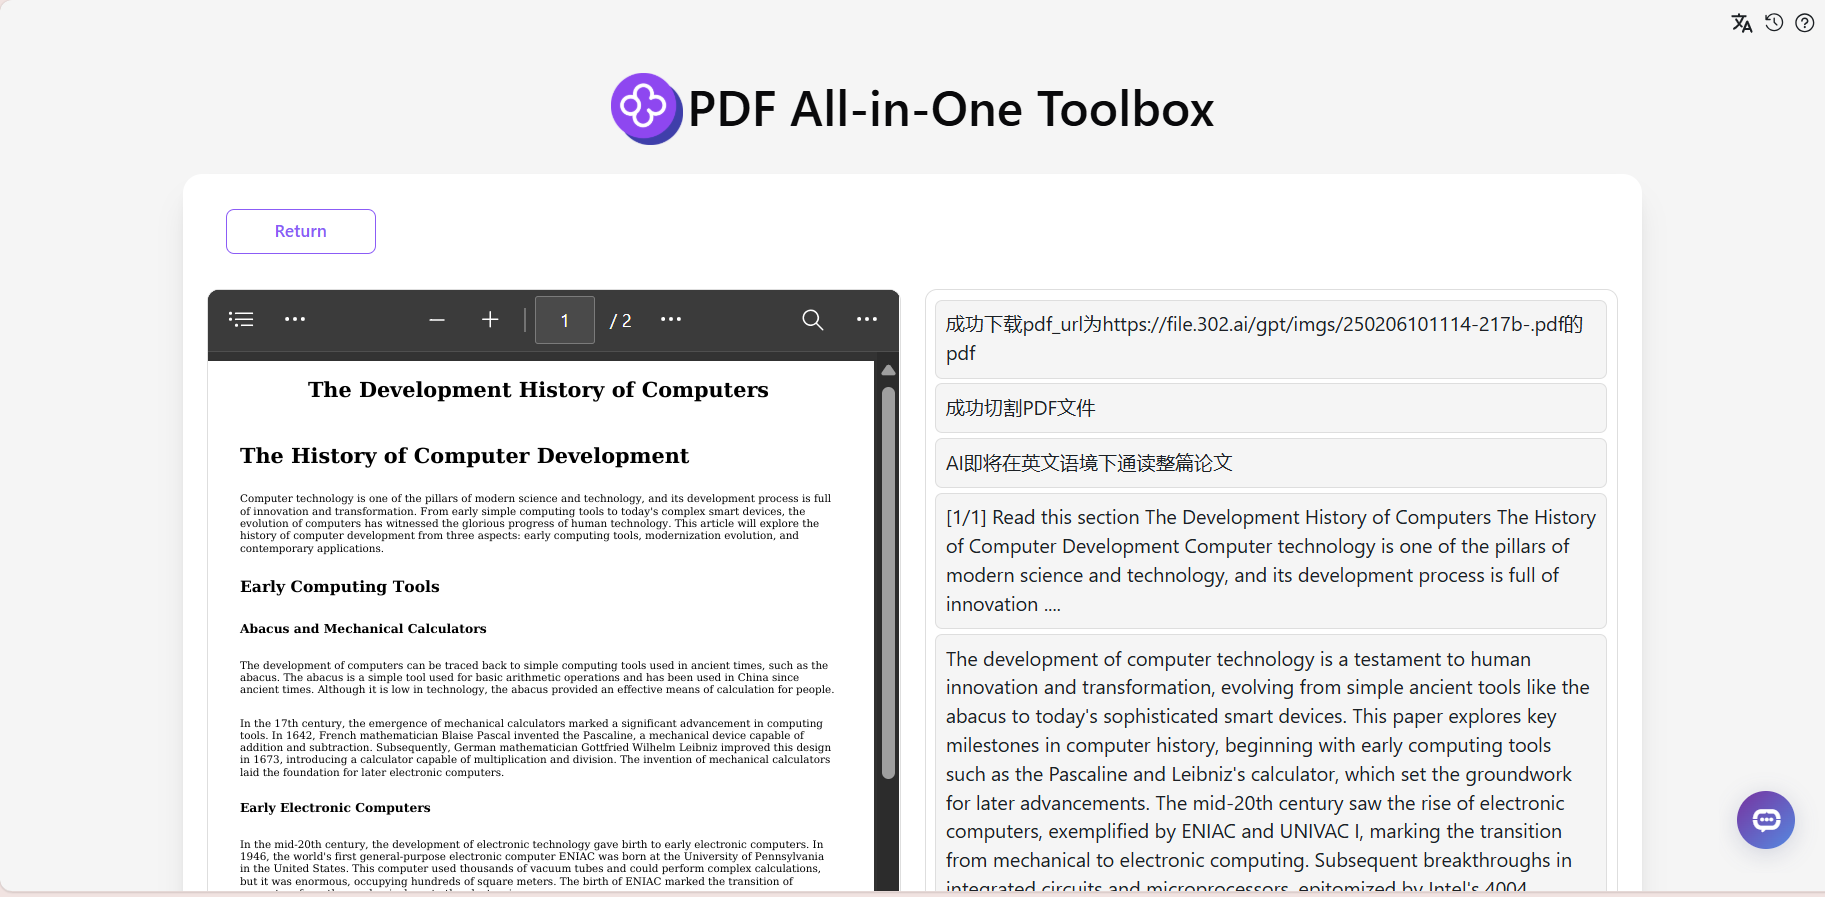 PDF All-in-One Toolbox
Return
1 / 2
The Development History of Computers
The History of Computer Development
Computer technology is one of the pillars of modern science and technology, and its development process is full
of innovation and transformation. From early simple computing tools to today's complex smart devices, the
evolution of computers has witnessed the glorious progress of human technology. This article will explore the
history of computer development from three aspects: early computing tools, modernization evolution, and
contemporary applications.
Early Computing Tools
Abacus and Mechanical Calculators
The development of computers can be traced back to simple computing tools used in ancient times, such as the
abacus. The abacus is a simple tool used for basic arithmetic operations and has been used in China since
ancient times. Although it is low in technology, the abacus provided an effective means of calculation for people.
In the 17th century, the emergence of mechanical calculators marked a significant advancement in computing
tools. In 1642, French mathematician Blaise Pascal invented the Pascaline, a mechanical device capable of
addition and subtraction. Subsequently, German mathematician Gottfried Wilhelm Leibniz improved this design
in 1673, introducing a calculator capable of multiplication and division. The invention of mechanical calculators
laid the foundation for later electronic computers.
Early Electronic Computers
In the mid-20th century, the development of electronic technology gave birth to early electronic computers. In
1946, the world's first general-purpose electronic computer ENIAC was born at the University of Pennsylvania
in the United States. This computer used thousands of vacuum tubes and could perform complex calculations,
but it was enormous, occupying hundreds of square meters. The birth of ENIAC marked the transition of
成功下载pdf_url为https://file.302.ai/gpt/imgs/250206101114-217b-.pdf的
pdf
成功切割PDF文件
AI即将在英文语境下通读整篇论文
[1/1] Read this section The Development History of Computers The History
of Computer Development Computer technology is one of the pillars of
modern science and technology, and its development process is full of
innovation ....
The development of computer technology is a testament to human
innovation and transformation, evolving from simple ancient tools like the
abacus to today's sophisticated smart devices. This paper explores key
milestones in computer history, beginning with early computing tools
such as the Pascaline and Leibniz's calculator, which set the groundwork
for later advancements. The mid-20th century saw the rise of electronic
computers, exemplified by ENIAC and UNIVAC I, marking the transition
from mechanical to electronic computing. Subsequent breakthroughs in
integrated circuits and microprocessors, epitomized by Intel's 4004,